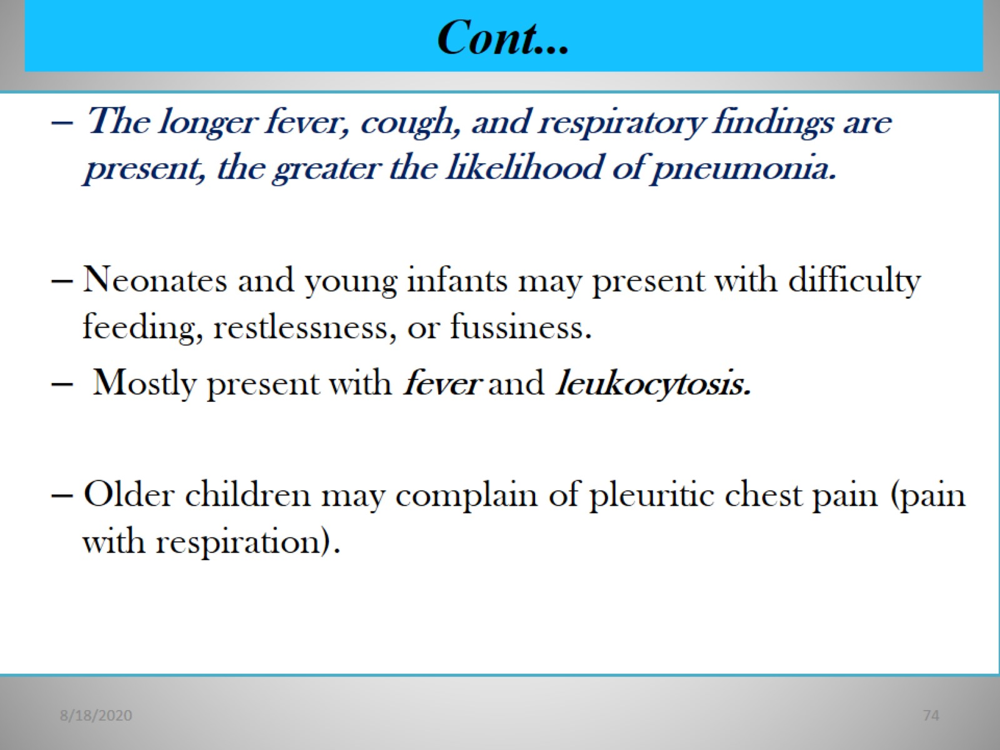 Cont...
– The longer fever, cough, and respiratory findings are
present, the greater the likelihood of pneumonia.
– Neonates and young infants may present with difficulty
feeding, restlessness, or fussiness.
– Mostly present with fever and leukocytosis.
– Older children may complain of pleuritic chest pain (pain
with respiration).
8/18/2020
74